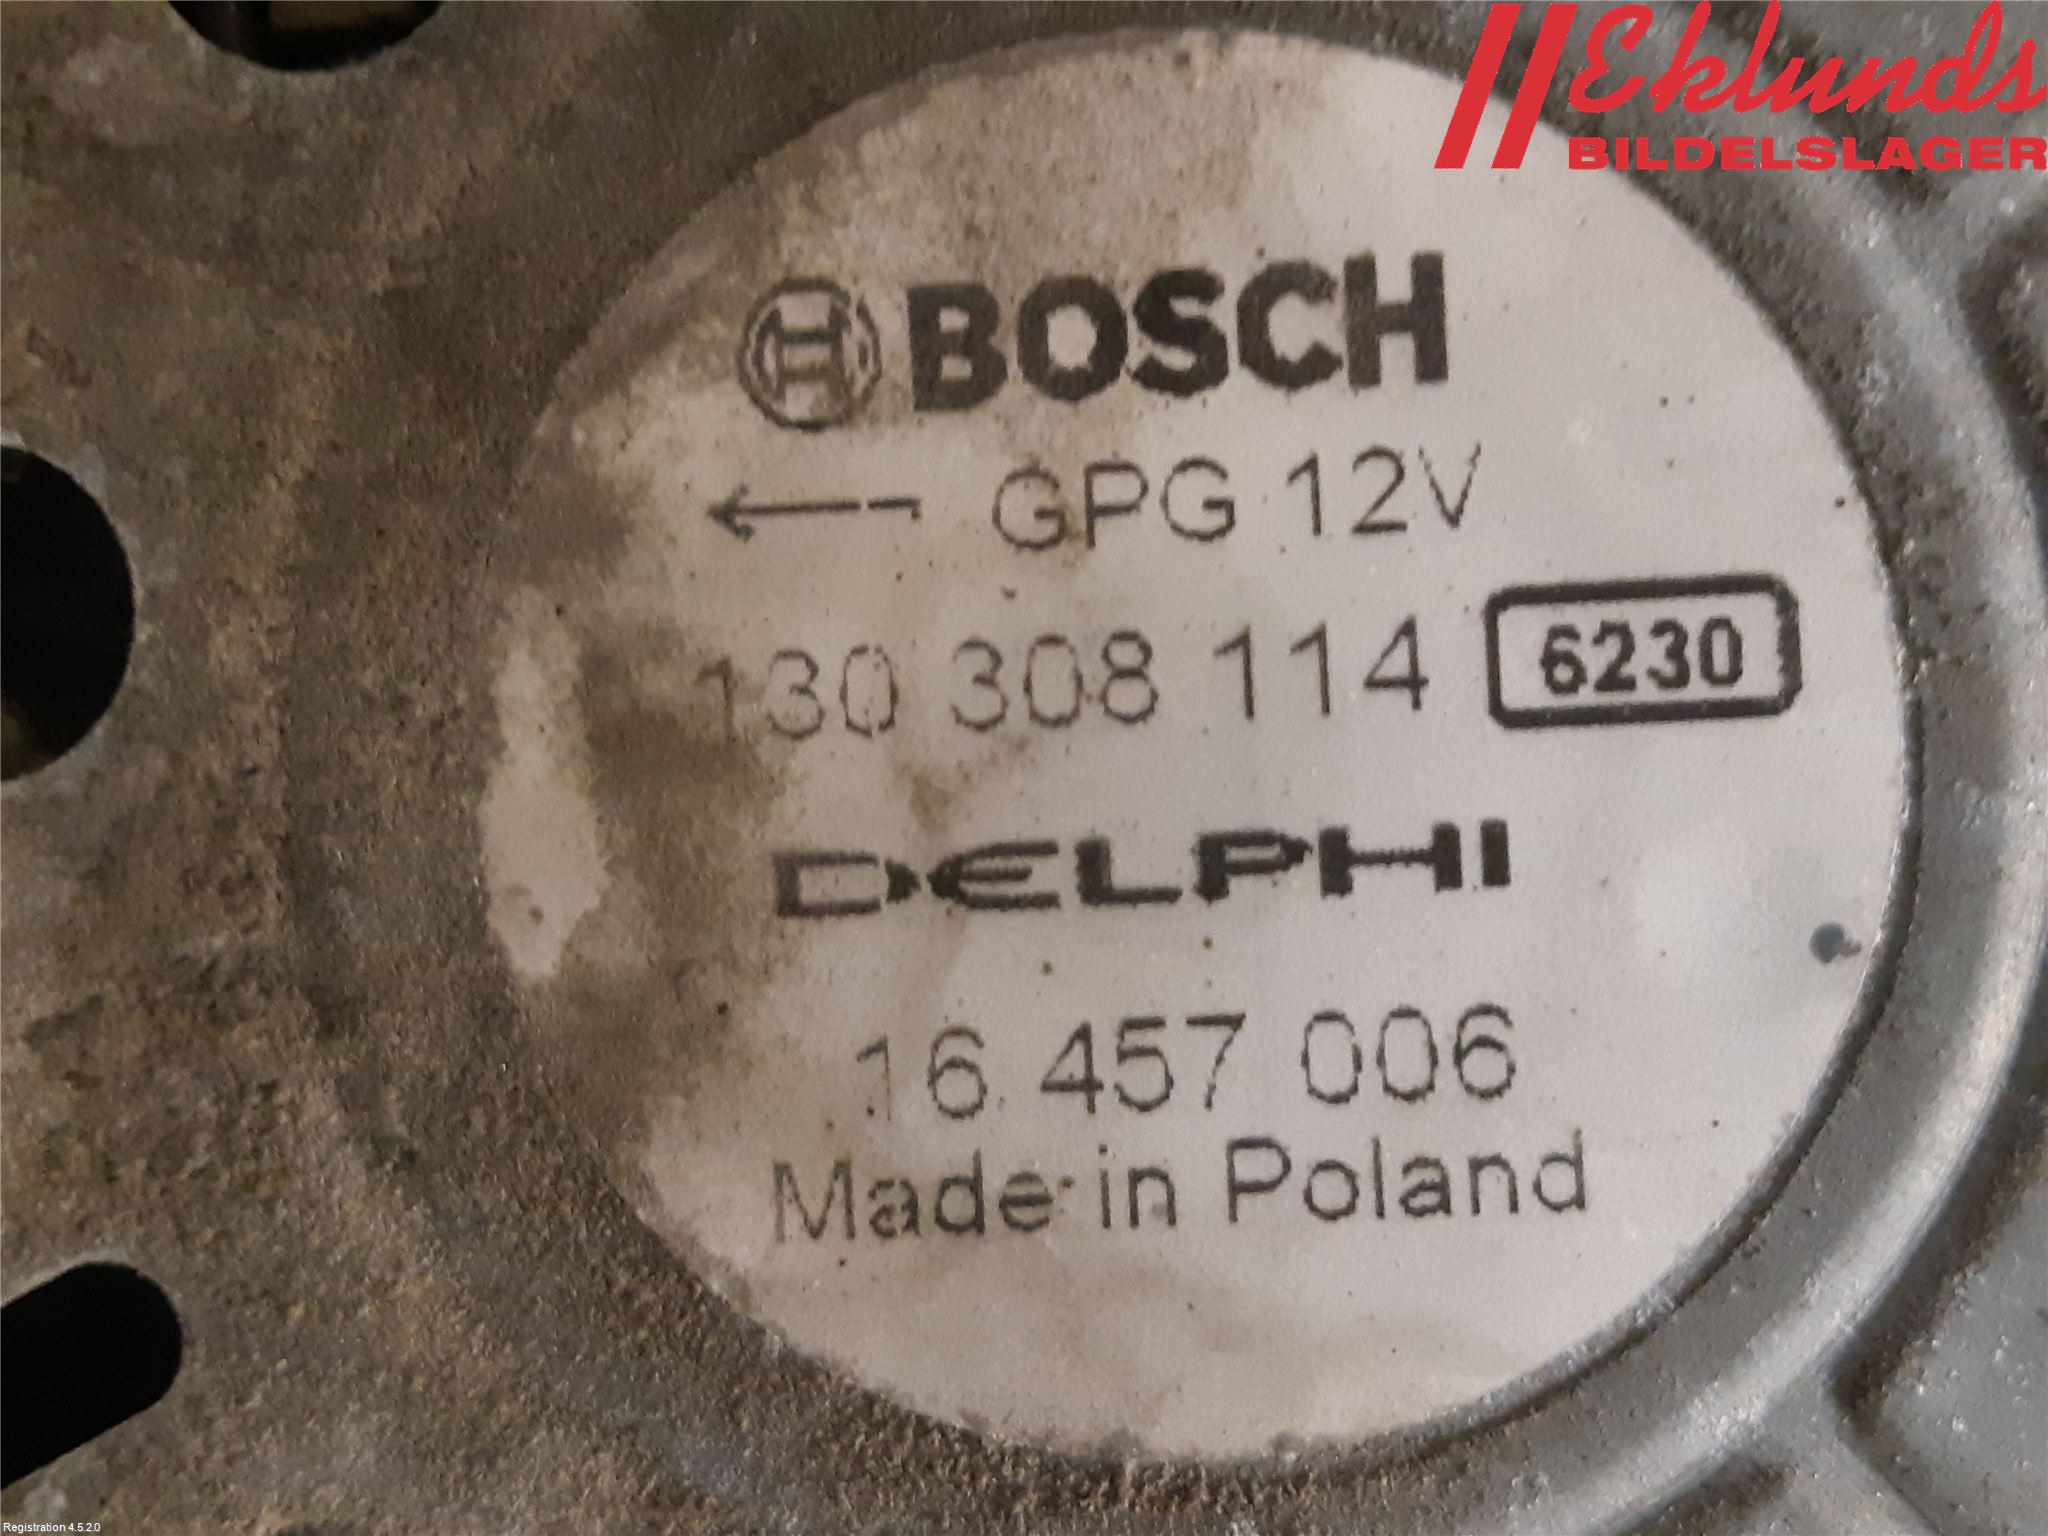 Eklunds
BILDELSLAGER
BOSCH
GPG 12V
130 308 114 6230
DELPHI
16 457 006
Made in Poland
Registration 4.5.2.0